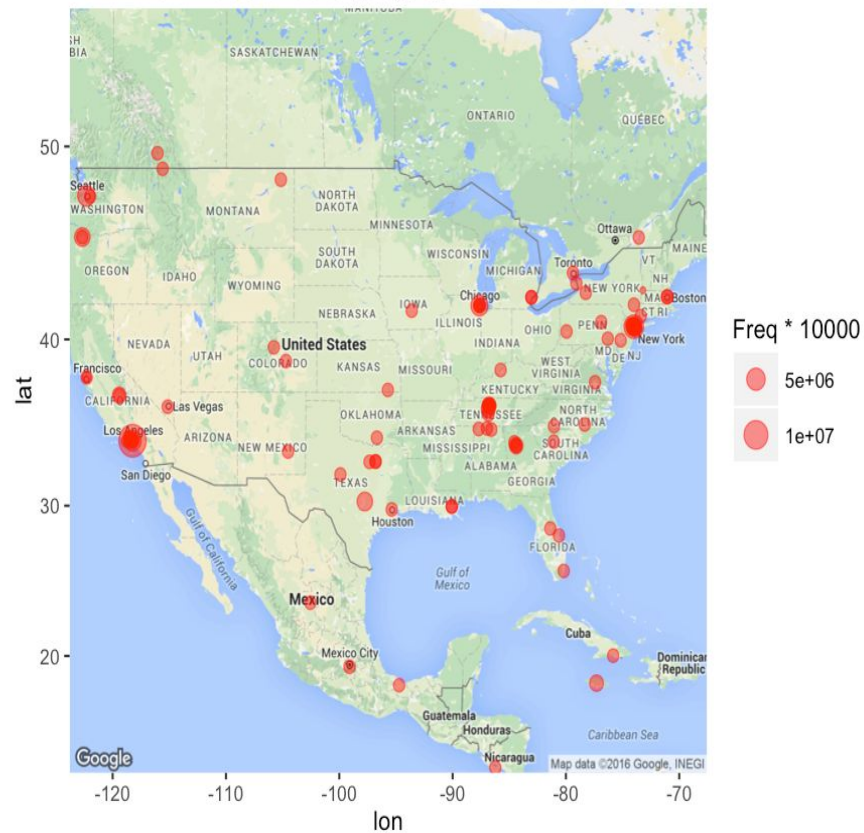 MANITOBA
SH
BIA
SASKATCHEWAN
ONTARIO
QUÉBEC
50
Seattle
WASHINGTON
MONTANA
NORTH
DAKOTA
MINNESOTA
Ottawa
MAINE
OREGON
IDAHO
WYOMING
SOUTH
DAKOTA
WISCONSIN
MICHIGAN
Toronto
VT
NH
NEW YORK
MA
Boston
CT RI
Chicago
IOWA
NEBRASKA
ILLINOIS
INDIANA
OHIO
PENN
New York
40
lat
NEVADA
UTAH
United States
COLORADO
KANSAS
MISSOURI
WEST
VIRGINIA
KENTUCKY
VIRGINIA
MD
DE
NJ
Francisco
CALIFORNIA
Las Vegas
OKLAHOMA
TENNESSEE
NORTH
CAROLINA
Los Angeles
ARIZONA
NEW MEXICO
ARKANSAS
MISSISSIPPI
SOUTH
CAROLINA
San Diego
ALABAMA
GEORGIA
TEXAS
30
LOUISIANA
Houston
Gulf of California
FLORIDA
Gulf of
Mexico
Mexico
Cuba
20
Mexico City
Dominican
Republic
Guatemala
Honduras
Caribbean Sea
Nicaragua
Google
Map data ©2016 Google, INEGI
-120
-110
-100
-90
-80
-70
lon
Freq * 10000
5e+06
1e+07